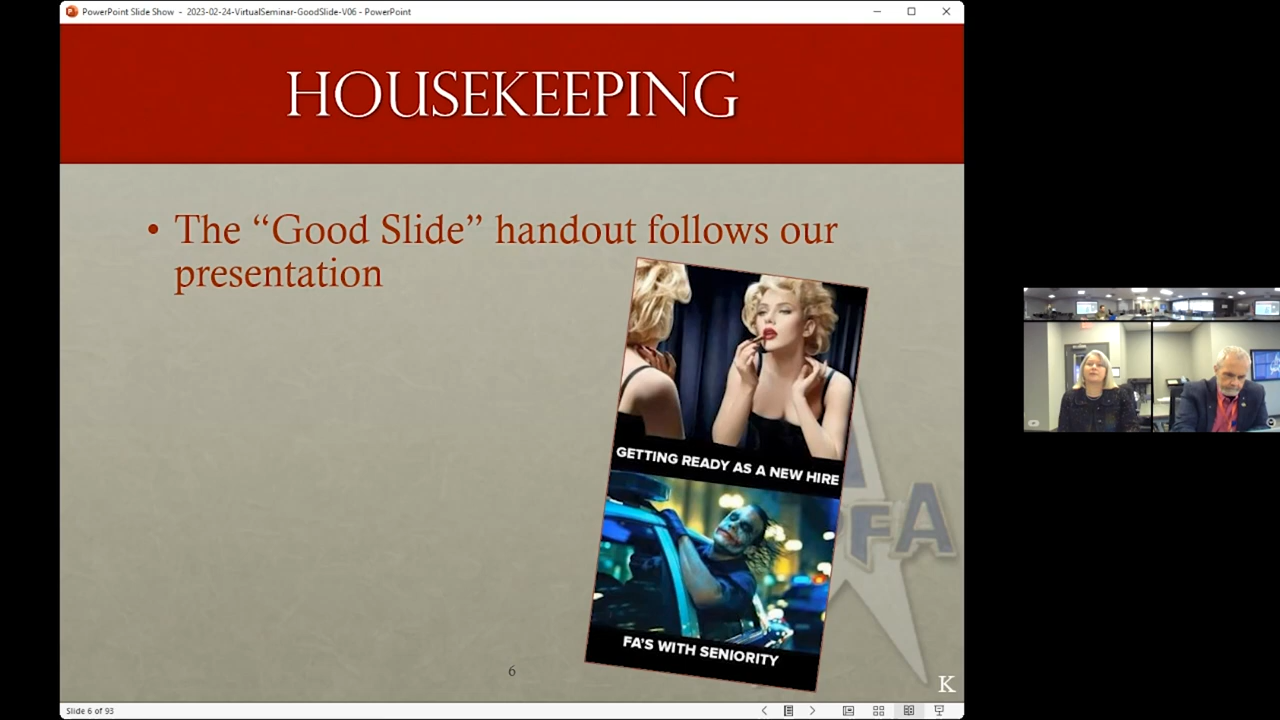 PowerPoint Slide Show - 2023-02-24-VirtualSeminar-GoodSlide-V06 - PowerPoint
HOUSEKEEPING
• The “Good Slide” handout follows our
presentation
GETTING READY AS A NEW HIRE
FA'S WITH SENIORITY
PFA
6
K
Slide 6 of 93